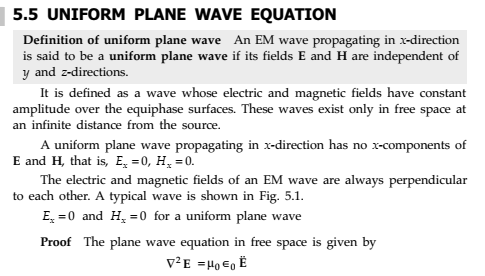 5.5 UNIFORM PLANE WAVE EQUATION
Definition of uniform plane wave An EM wave propagating in x-direction
is said to be a uniform plane wave if its fields E and H are independent of
y and z-directions.
It is defined as a wave whose electric and magnetic fields have constant
amplitude over the equiphase surfaces. These waves exist only in free space at
an infinite distance from the source.
A uniform plane wave propagating in x-direction has no x-components of
E and H, that is, Eₓ = 0, Hₓ = 0.
The electric and magnetic fields of an EM wave are always perpendicular
to each other. A typical wave is shown in Fig. 5.1.
Eₓ = 0 and Hₓ = 0 for a uniform plane wave
Proof The plane wave equation in free space is given by
∇² E = μ₀ ∈₀ Ë